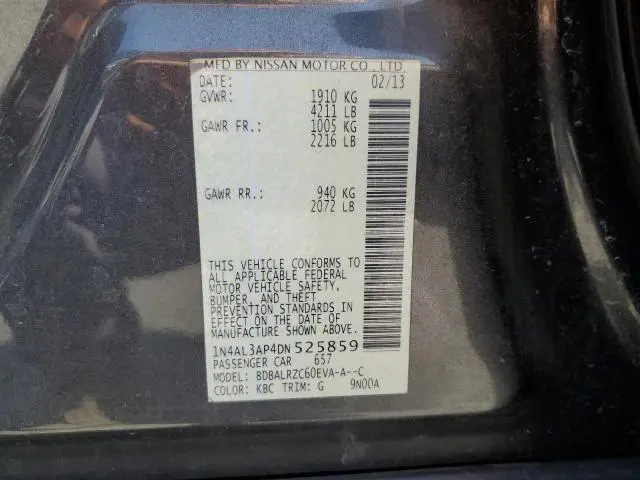 MFD BY NISSAN MOTOR CO., LTD.
DATE: 02/13
GVWR: 1910 KG
4211 LB
GAWR FR.: 1005 KG
2216 LB
GAWR RR.: 940 KG
2072 LB
THIS VEHICLE CONFORMS TO
ALL APPLICABLE FEDERAL
MOTOR VEHICLE SAFETY,
BUMPER, AND THEFT
PREVENTION STANDARDS IN
EFFECT ON THE DATE OF
MANUFACTURE SHOWN ABOVE.
1N4AL3AP4DN 525859
PASSENGER CAR 657
MODEL: BDBALRZC60EVA-A--C
COLOR: KBC TRIM: G 9N00A